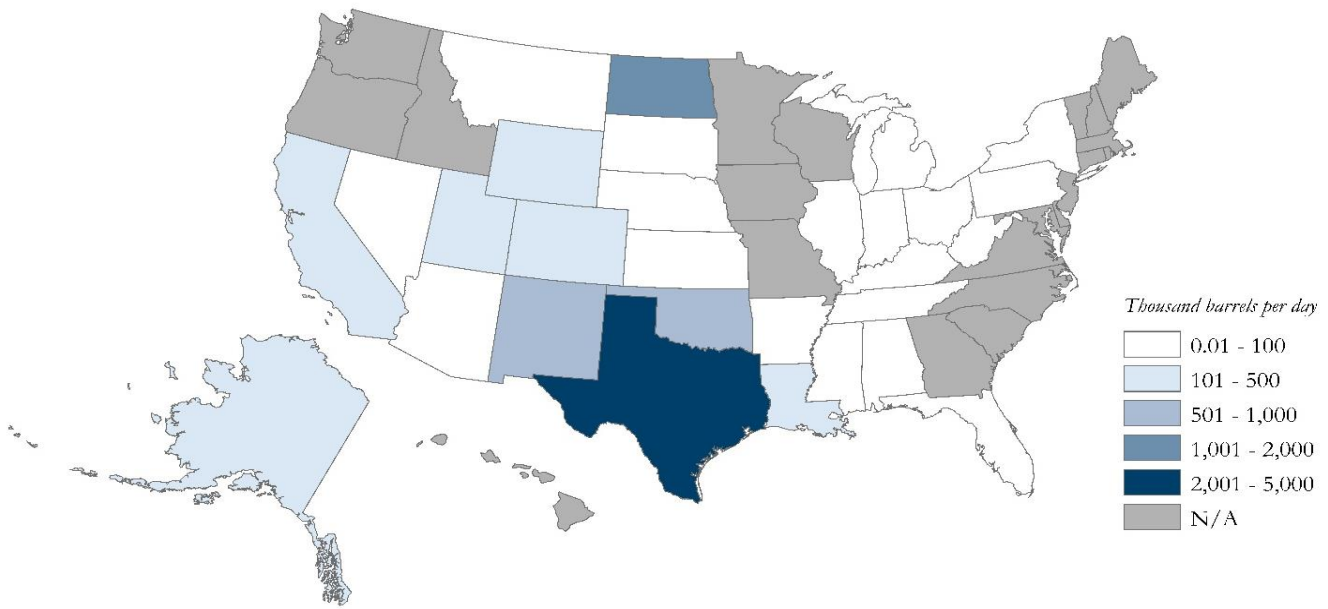 Thousand barrels per day
0.01 - 100
101 - 500
501 - 1,000
1,001 - 2,000
2,001 - 5,000
N/A